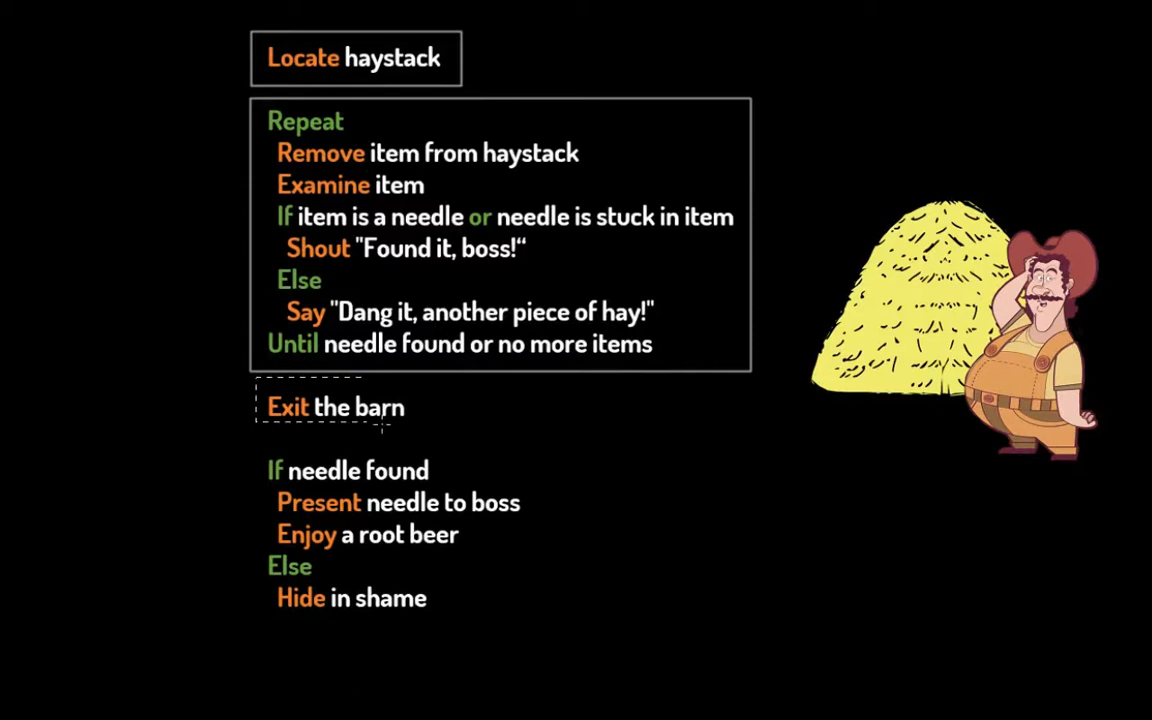 Locate haystack
Repeat
Remove item from haystack
Examine item
If item is a needle or needle is stuck in item
Shout "Found it, boss!“
Else
Say "Dang it, another piece of hay!"
Until needle found or no more items
Exit the barn
If needle found
Present needle to boss
Enjoy a root beer
Else
Hide in shame